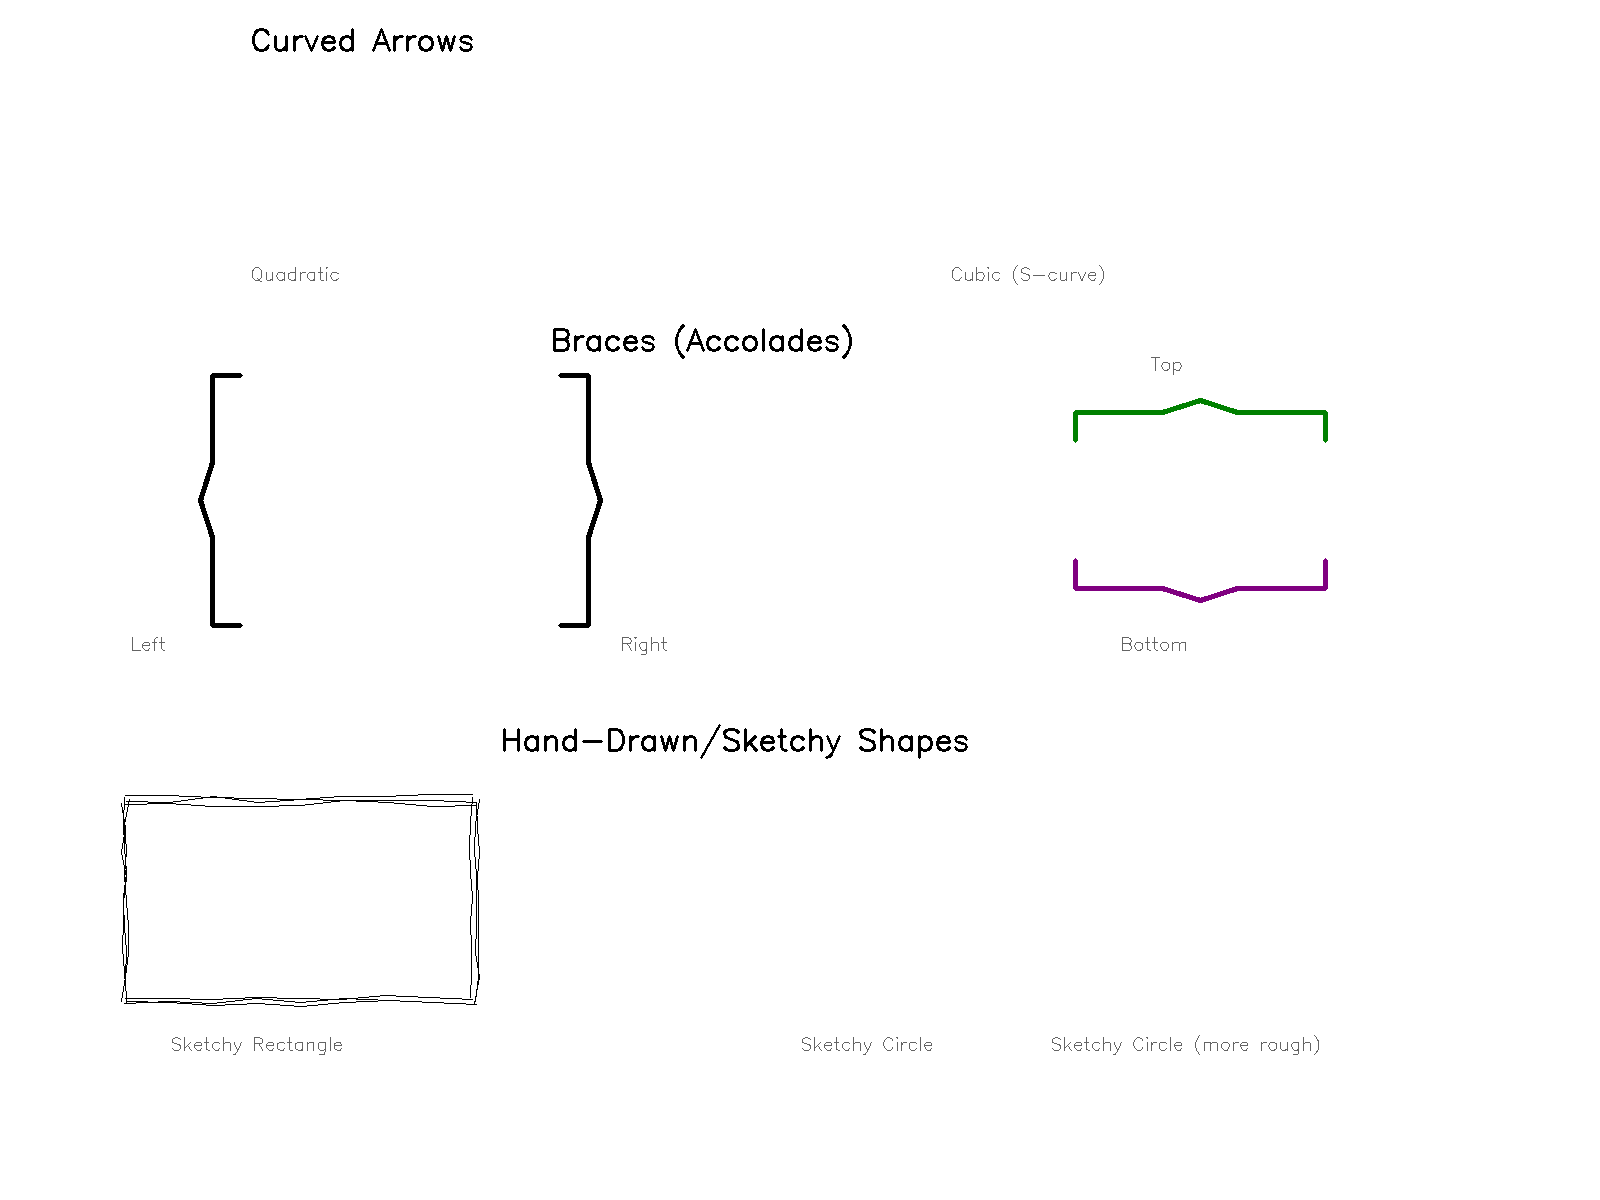 Curved Arrows
Quadratic
Cubic (S-curve)
Braces (Accolades)
Top
Left
Right
Bottom
Hand-Drawn/Sketchy Shapes
Sketchy Rectangle
Sketchy Circle
Sketchy Circle (more rough)